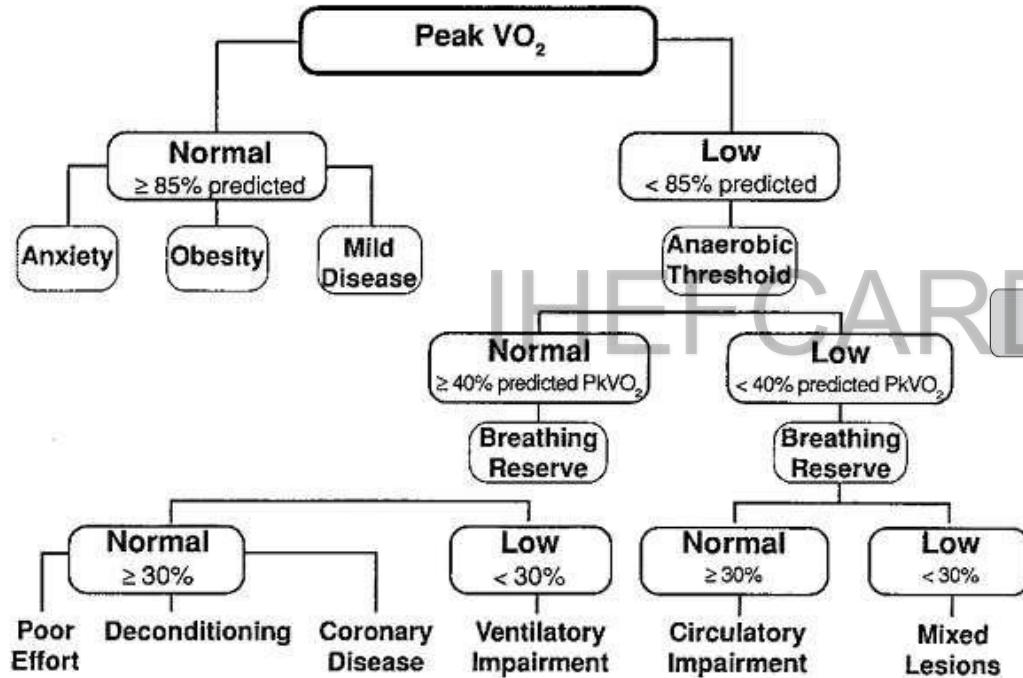 Peak VO₂
Normal
≥ 85% predicted
Low
< 85% predicted
Anxiety
Obesity
Mild
Disease
Anaerobic
Threshold
IHEFCARD
Normal
≥ 40% predicted PkVO₂
Low
< 40% predicted PkVO₂
Breathing
Reserve
Breathing
Reserve
Normal
≥ 30%
Low
< 30%
Normal
≥30%
Low
<30%
Poor
Effort
Deconditioning
Coronary
Disease
Ventilatory
Impairment
Circulatory
Impairment
Mixed
Lesions